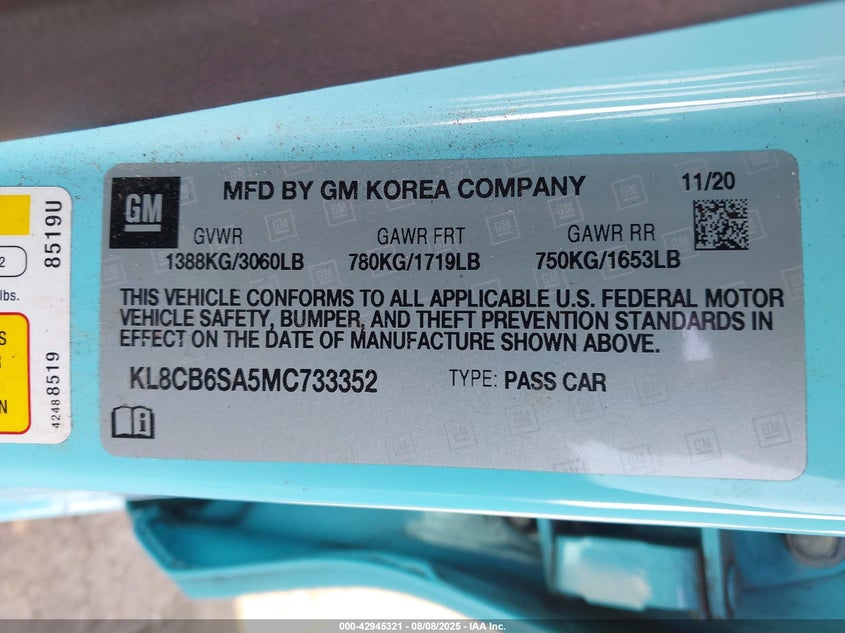 GM
MFD BY GM KOREA COMPANY
11/20
GVWR GAWR FRT GAWR RR
1388KG/3060LB 780KG/1719LB 750KG/1653LB
THIS VEHICLE CONFORMS TO ALL APPLICABLE U.S. FEDERAL MOTOR
VEHICLE SAFETY, BUMPER, AND THEFT PREVENTION STANDARDS IN
EFFECT ON THE DATE OF MANUFACTURE SHOWN ABOVE.
KL8CB6SA5MC733352 TYPE: PASS CAR
8519U
2
lbs.
S
R
N
42488519
000-42945321 - 08/08/2025 - IAA Inc.